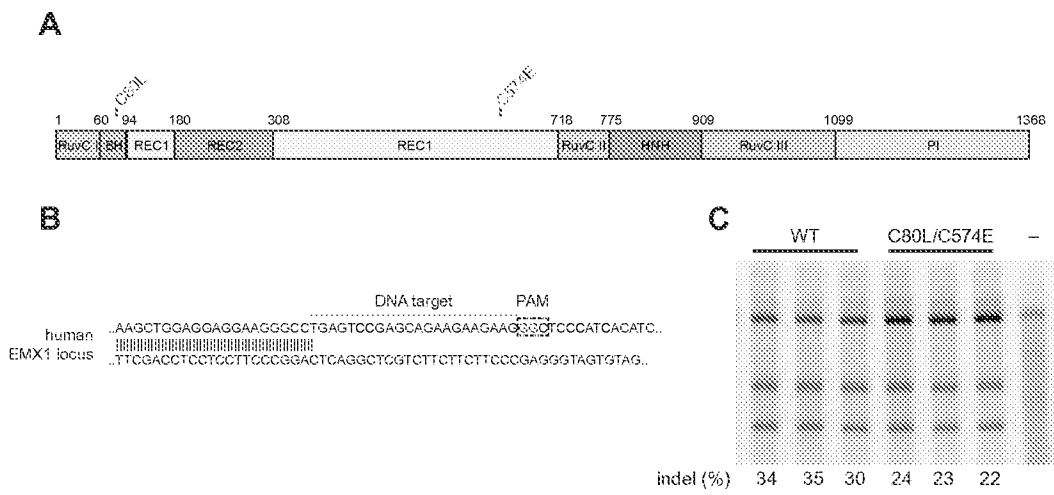 A
C80L
C574E
1 60 94 180 308 718 775 909 1099 1368
RuvC I BH REC1 REC2 REC1 RuvC II HNH RuvC III PI
B
DNA target PAM
human
EMX1 locus
..AAGCTGGAGGAGGAAGGGCCTGAGTCCGAGCAGAAGAAGAAGGGCTCCCATCACATC..
..TTCGACCTCCTCCTTCCCGGACTCAGGCTCGTCTTCTTCTTCCCGAGGGTAGTGTAG..
C
WT C80L/C574E –
indel (%) 34 35 30 24 23 22